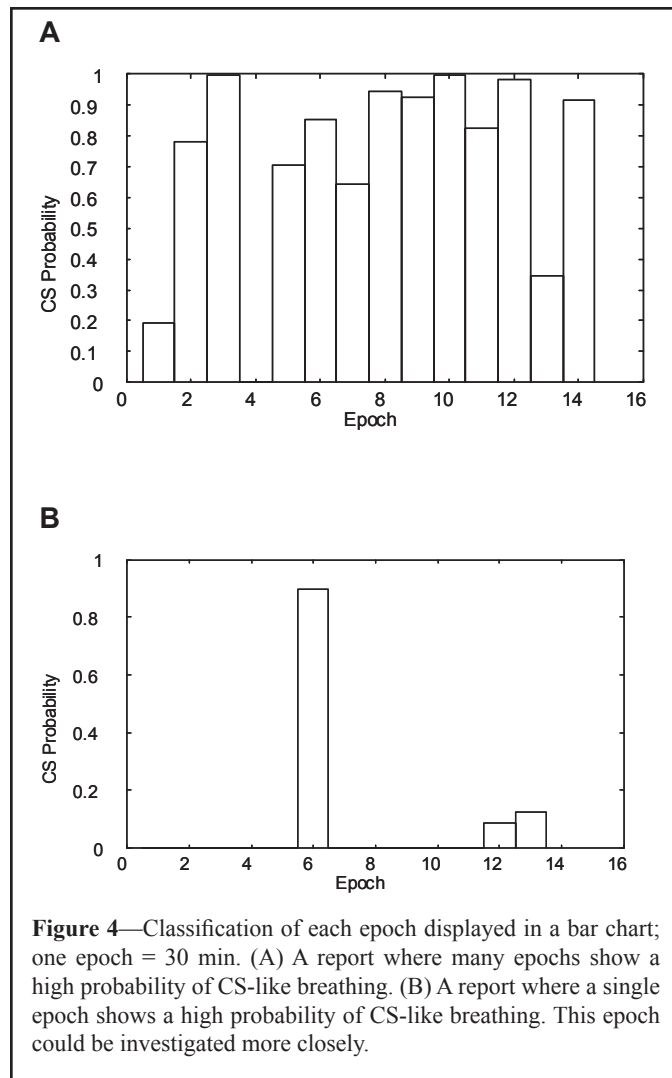 A
1
0.9
0.8
0.7
0.6
0.5
0.4
0.3
0.2
0.1
0
CS Probability
0 2 4 6 8 10 12 14 16
Epoch
B
1
0.8
0.6
0.4
0.2
0
CS Probability
0 2 4 6 8 10 12 14 16
Epoch
Figure 4—Classification of each epoch displayed in a bar chart;
one epoch = 30 min. (A) A report where many epochs show a
high probability of CS-like breathing. (B) A report where a single
epoch shows a high probability of CS-like breathing. This epoch
could be investigated more closely.